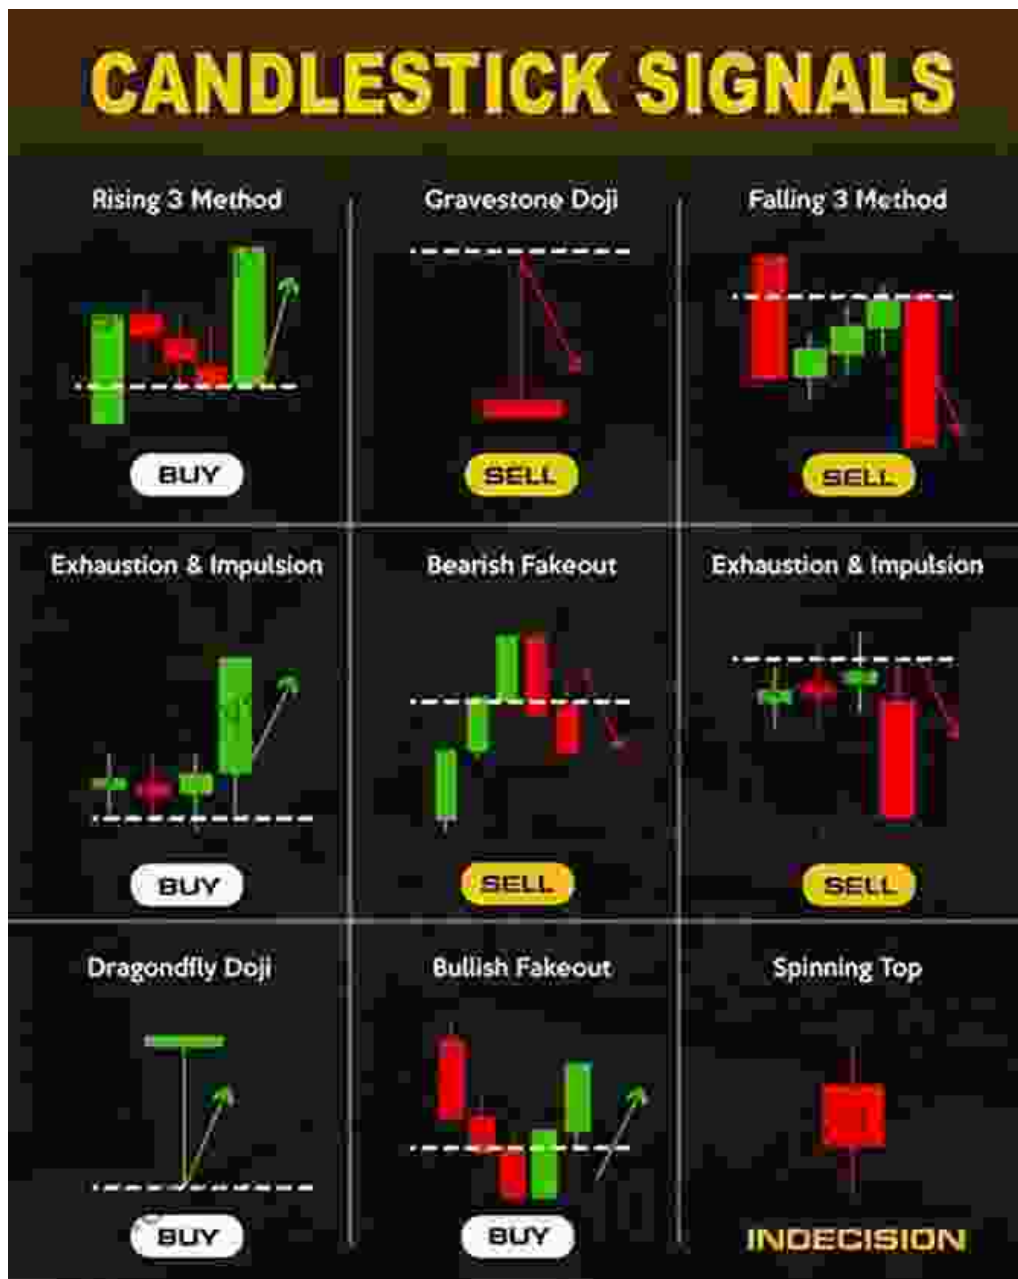 CANDLESTICK SIGNALS
Rising 3 Method
Gravestone Doji
Falling 3 Method
BUY
SELL
SELL
Exhaustion & Impulsion
Bearish Fakeout
Exhaustion & Impulsion
BUY
SELL
SELL
Dragondfly Doji
Bullish Fakeout
Spinning Top
BUY
BUY
INDECISION